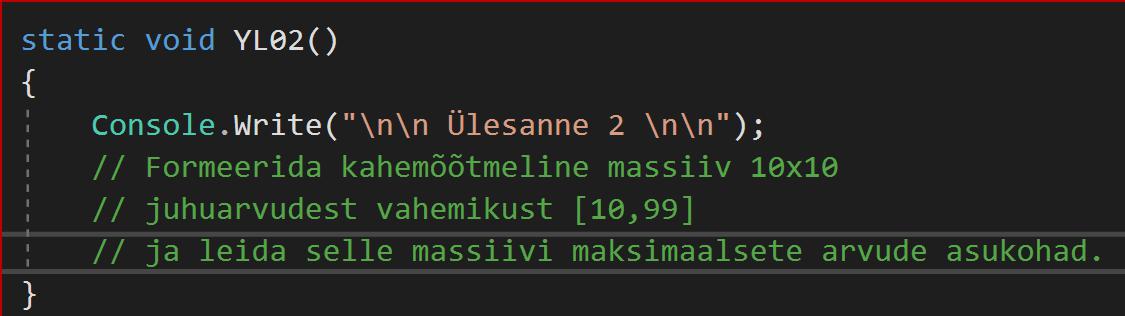 static void YL02()
{
Console.Write("\n\n Ülesanne 2 \n\n");
// Formeerida kahemõõtmeline massiiv 10x10
// juhuarvudest vahemikust [10,99]
// ja leida selle massiivi maksimaalsete arvude asukohad.
}